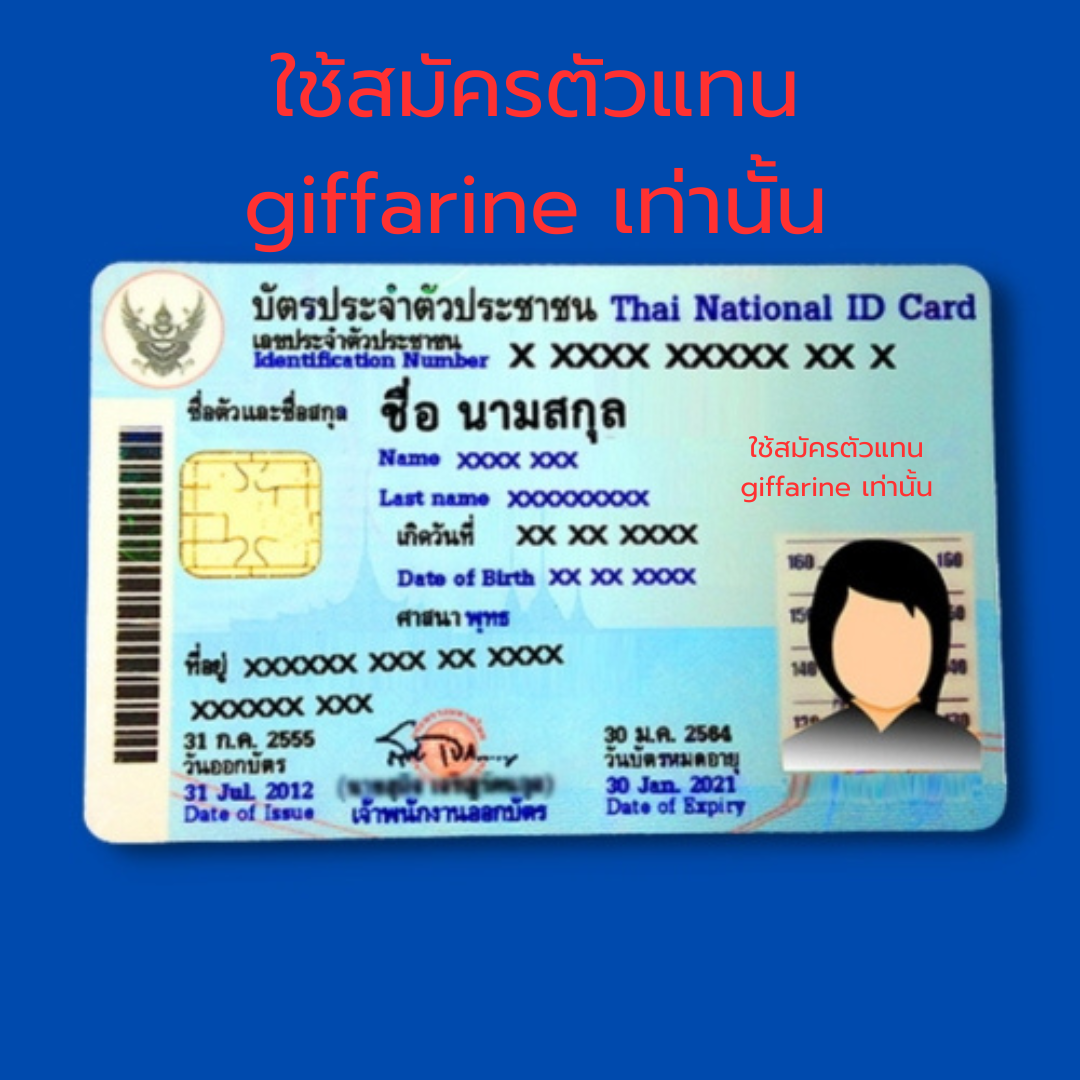 ใช้สมัครตัวแทน
giffarine เท่านั้น
บัตรประจำตัวประชาชน Thai National ID Card
เลขประจำตัวประชาชน
Identification Number X XXXX XXXXX XX X
ชื่อตัวและชื่อสกุล ชื่อ นามสกุล
Name XXXX XXX
Last name XXXXXXXXX
เกิดวันที่ XX XX XXXX
Date of Birth XX XX XXXX
ศาสนา พุทธ
ใช้สมัครตัวแทน
giffarine เท่านั้น
160 160
150 150
140 140
ที่อยู่ XXXXXX XXX XX XXXX
XXXXXX XXX
31 ก.ค. 2555
วันออกบัตร
31 Jul. 2012
Date of Issue
เจ้าพนักงานออกบัตร
30 ม.ค. 2564
วันบัตรหมดอายุ
30 Jan. 2021
Date of Expiry